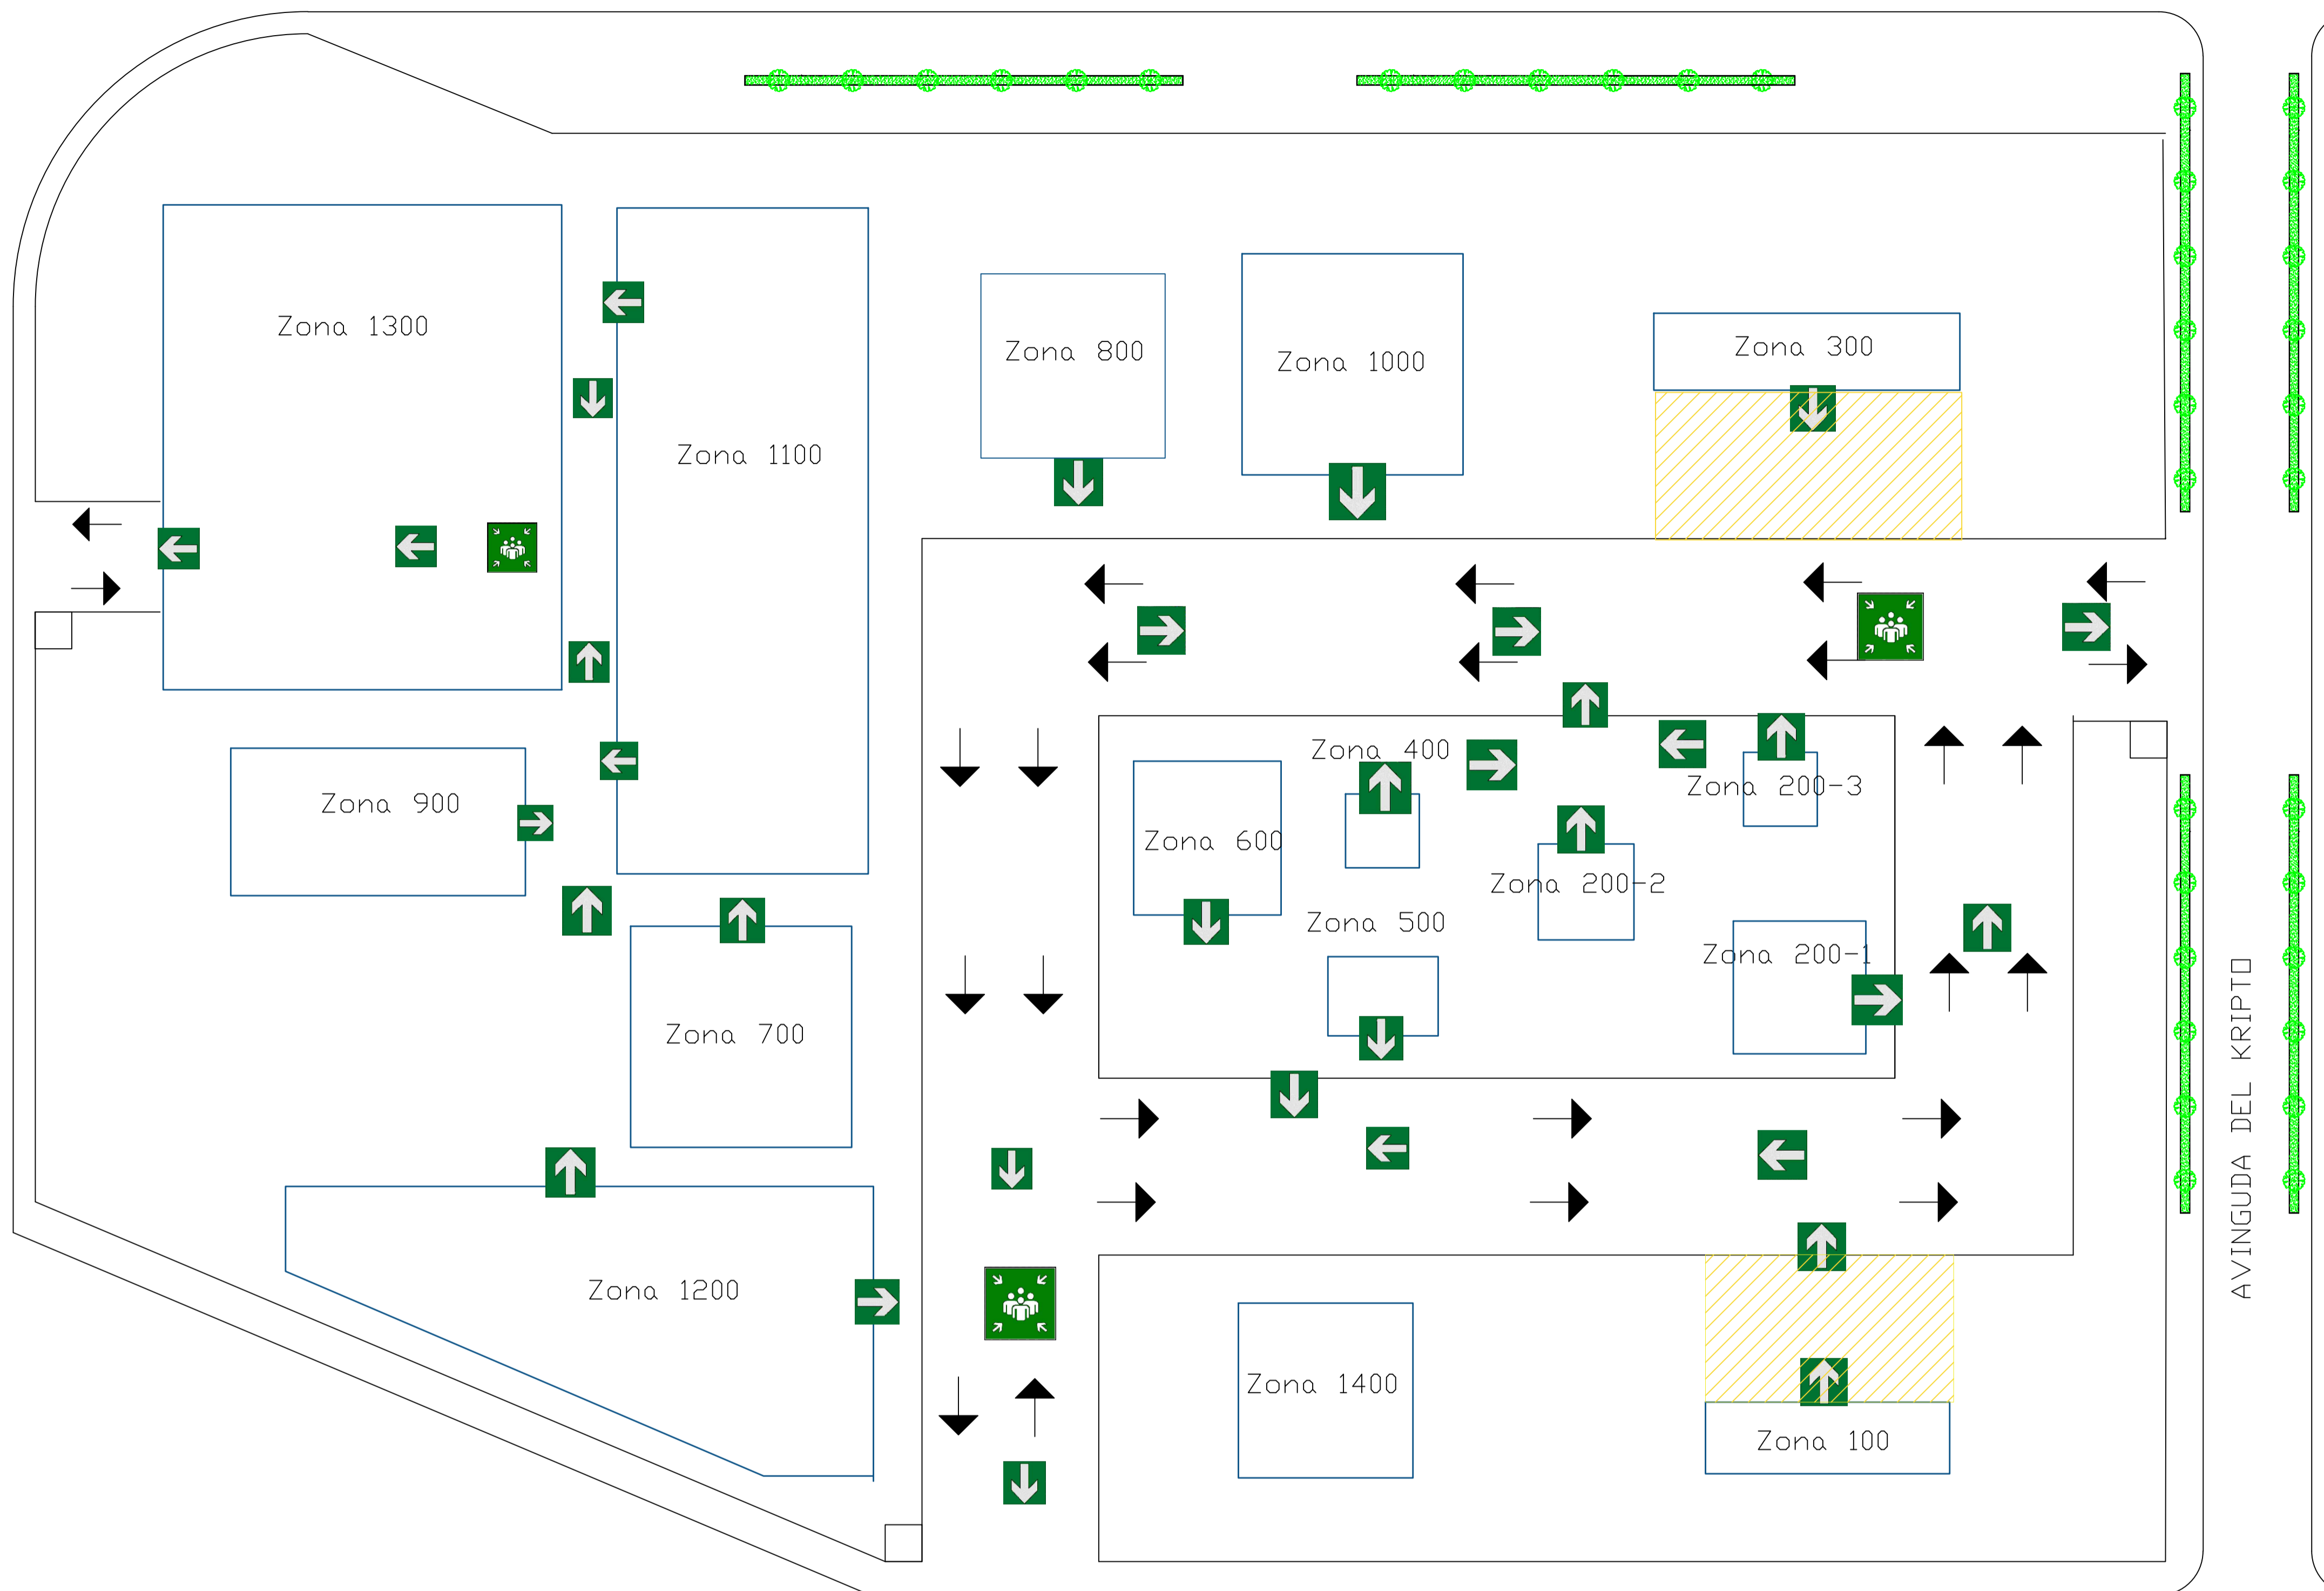 Zona 1300
Zona 1100
Zona 800
Zona 1000
Zona 300
Zona 400
Zona 200-3
Zona 900
Zona 600
Zona 200-2
Zona 500
Zona 200-1
Zona 700
Zona 1200
Zona 1400
Zona 100
AVINGUDA DEL KRIPTO